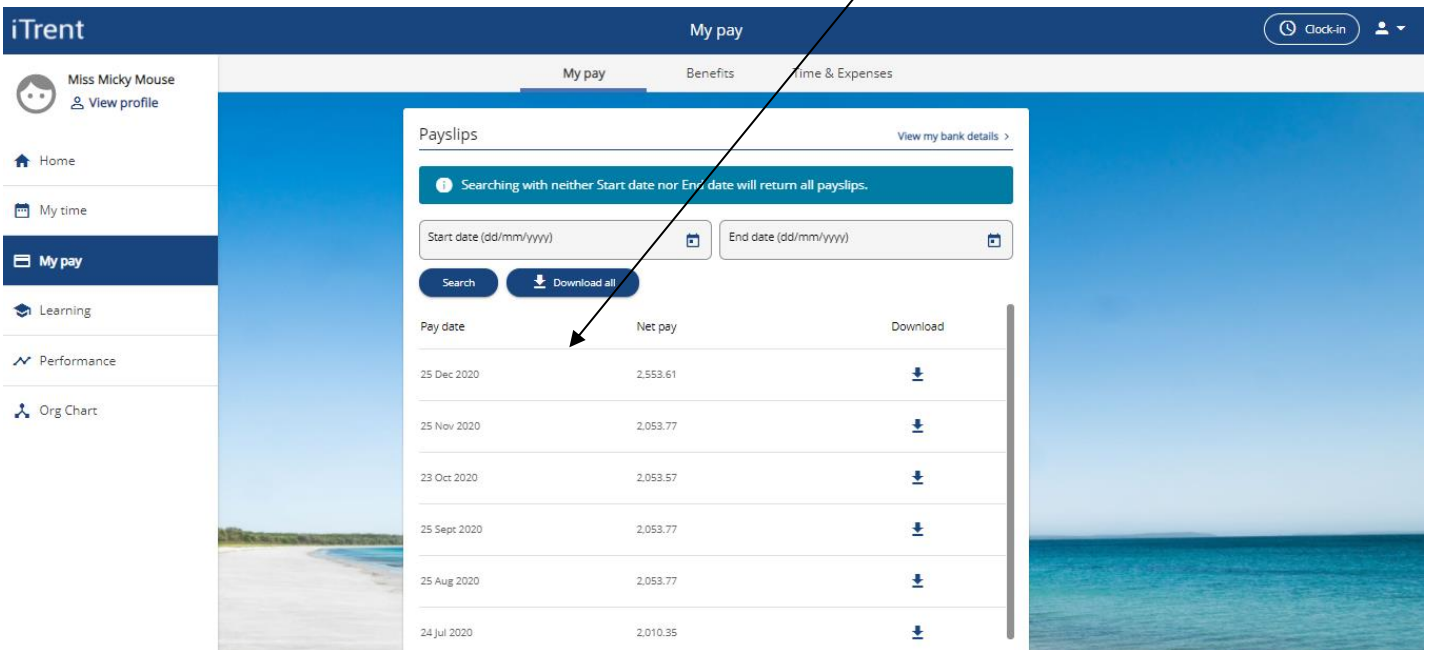 iTrent
My pay
Clock-in
Miss Micky Mouse
View profile
Home
My time
My pay
Learning
Performance
Org Chart
My pay Benefits Time & Expenses
Payslips
View my bank details >
Searching with neither Start date nor End date will return all payslips.
Start date (dd/mm/yyyy) End date (dd/mm/yyyy)
Search Download all
Pay date Net pay Download
25 Dec 2020 2,553.61
25 Nov 2020 2,053.77
23 Oct 2020 2,053.57
25 Sept 2020 2,053.77
25 Aug 2020 2,053.77
24 Jul 2020 2,010.35